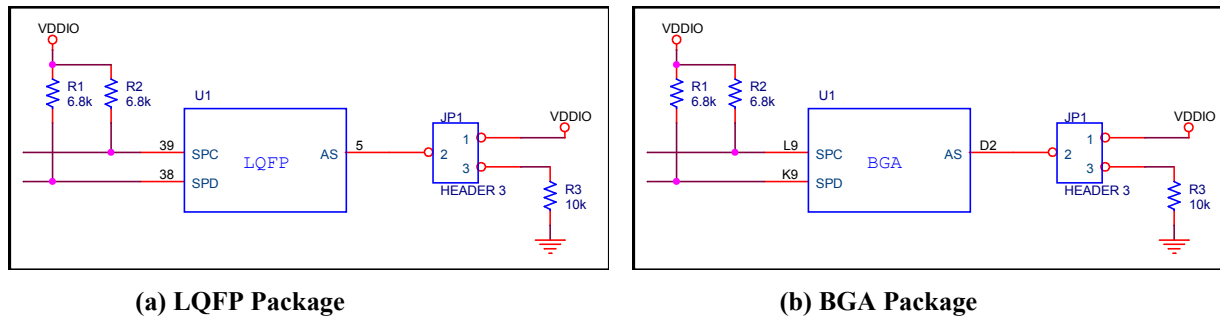 VDDIO
R1
6.8k
R2
6.8k
U1
39
SPC
38
SPD
LQFP
AS
5
JP1
1
2
3
HEADER 3
VDDIO
R3
10k
(a) LQFP Package
VDDIO
R1
6.8k
R2
6.8k
U1
L9
SPC
K9
SPD
BGA
AS
D2
JP1
1
2
3
HEADER 3
VDDIO
R3
10k
(b) BGA Package